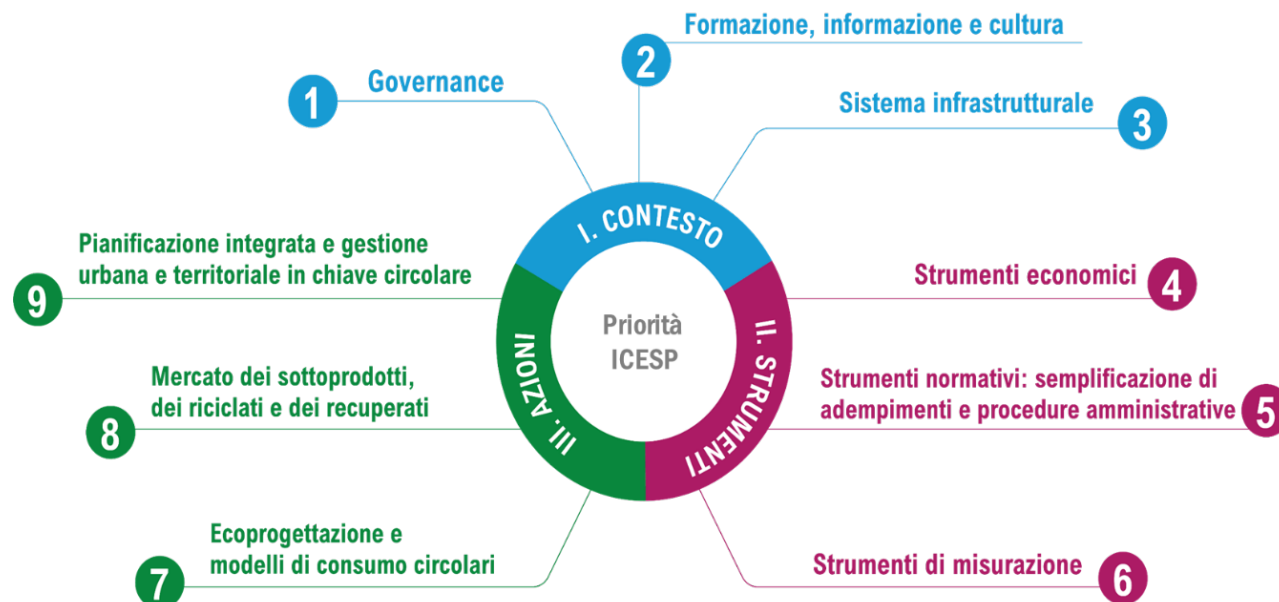 1
Governance
2
Formazione, informazione e cultura
3
Sistema infrastrutturale
I. CONTESTO
Priorità
ICESP
II. STRUMENTI
4
Strumenti economici
5
Strumenti normativi: semplificazione di
adempimenti e procedure amministrative
6
Strumenti di misurazione
III. AZIONI
7
Ecoprogettazione e
modelli di consumo circolari
8
Mercato dei sottoprodotti,
dei riciclati e dei recuperati
9
Pianificazione integrata e gestione
urbana e territoriale in chiave circolare